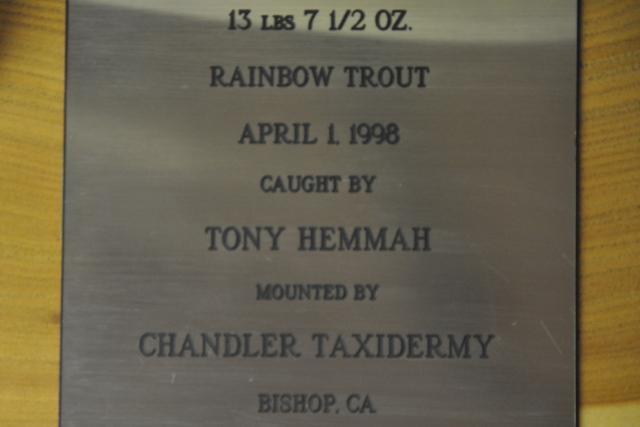 13 LBS 7 1/2 OZ.
RAINBOW TROUT
APRIL 1, 1998
CAUGHT BY
TONY HEMMAH
MOUNTED BY
CHANDLER TAXIDERMY
BISHOP, CA